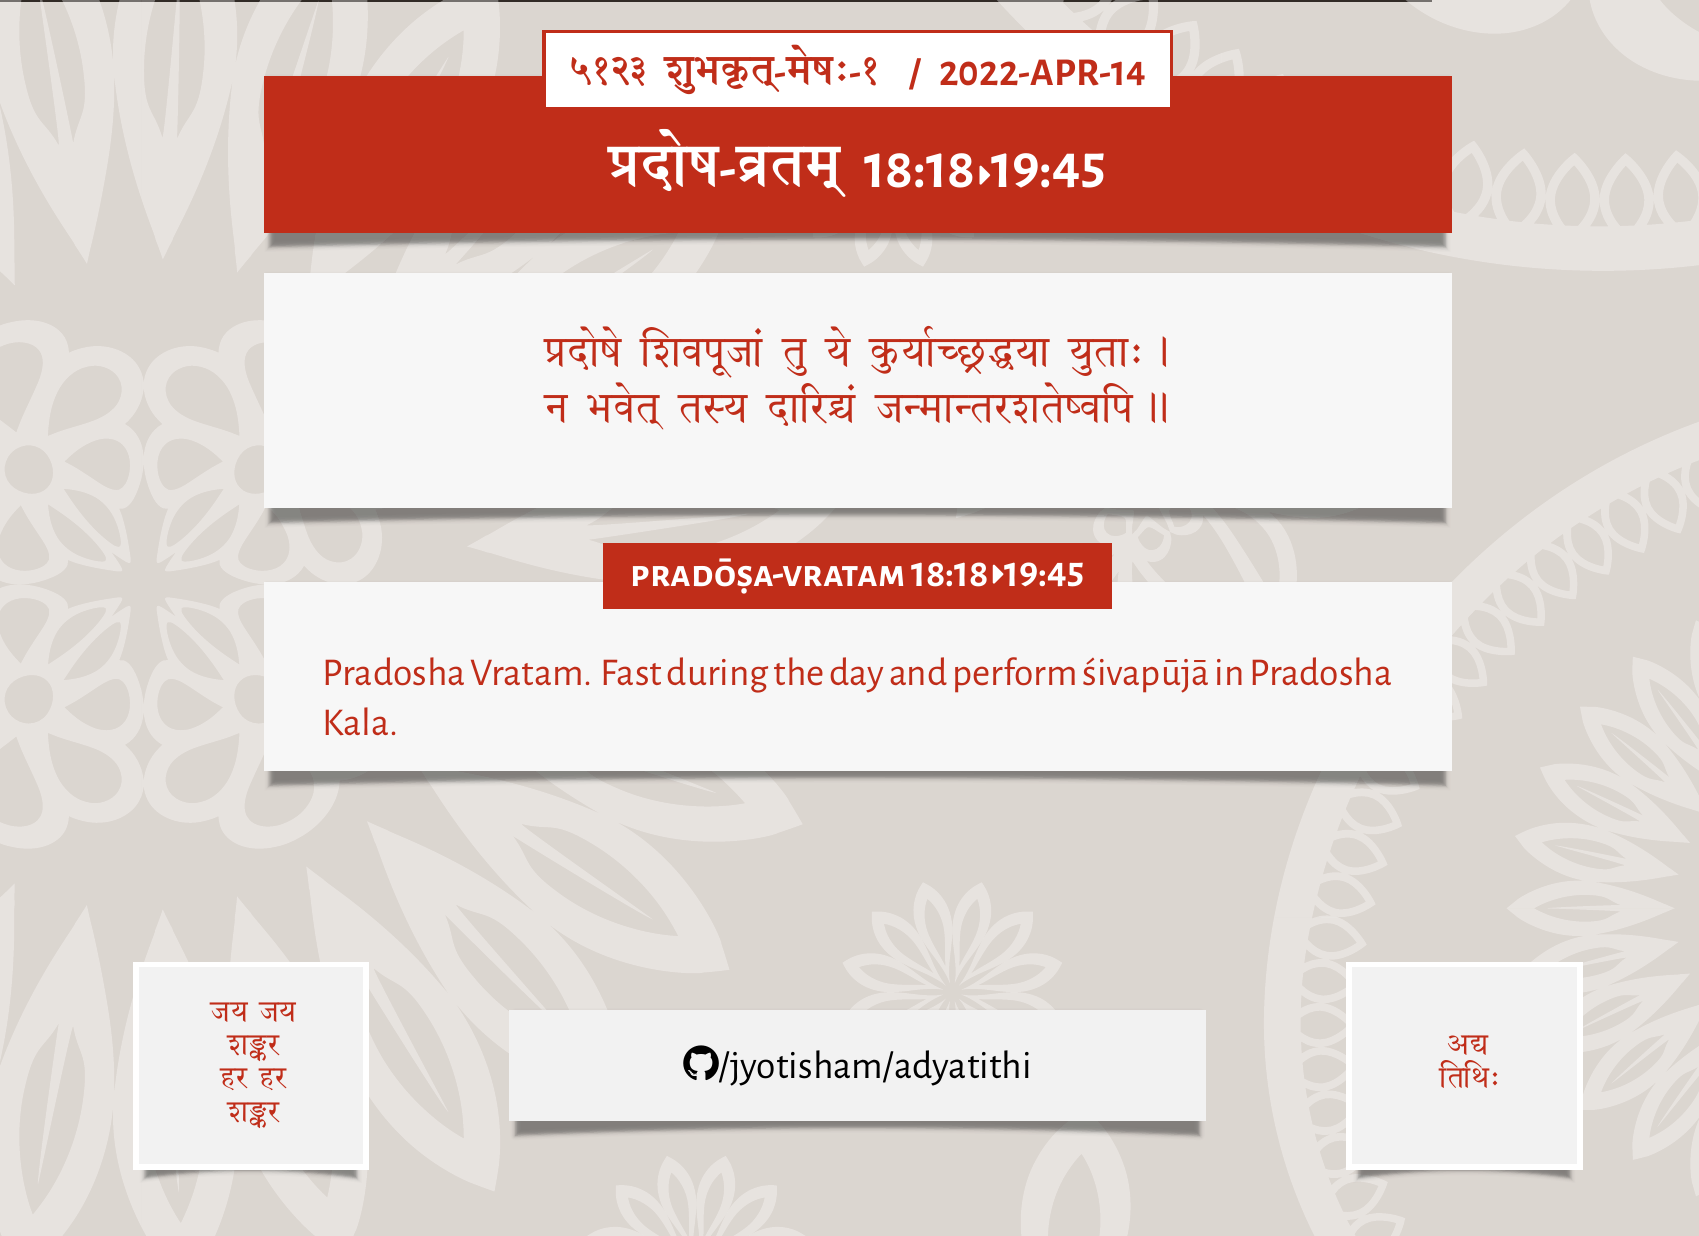 ५१२३ शुभकृत्-मेषः-१ / 2022-APR-14
प्रदोष-व्रतम् 18:18▸19:45
प्रदोषे शिवपूजां तु ये कुर्याच्छ्रद्धया युताः ।
न भवेत् तस्य दारिद्र्यं जन्मान्तरशतेष्वपि ॥
PRADŌṢA-VRATAM 18:18▸19:45
Pradosha Vratam. Fast during the day and perform śivapūjā in Pradosha
Kala.
जय जय
शङ्कर
हर हर
शङ्कर
/jyotisham/adyatithi
अद्य
तिथिः